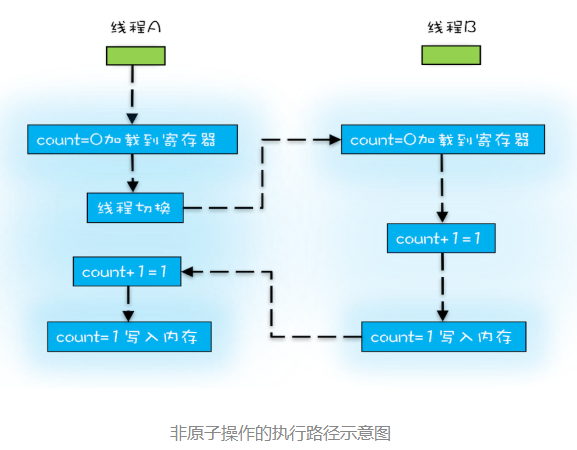 线程A
线程B
count=0加载到寄存器
count=0加载到寄存器
线程切换
count+1=1
count+1=1
count=1写入内存
count=1写入内存
非原子操作的执行路径示意图